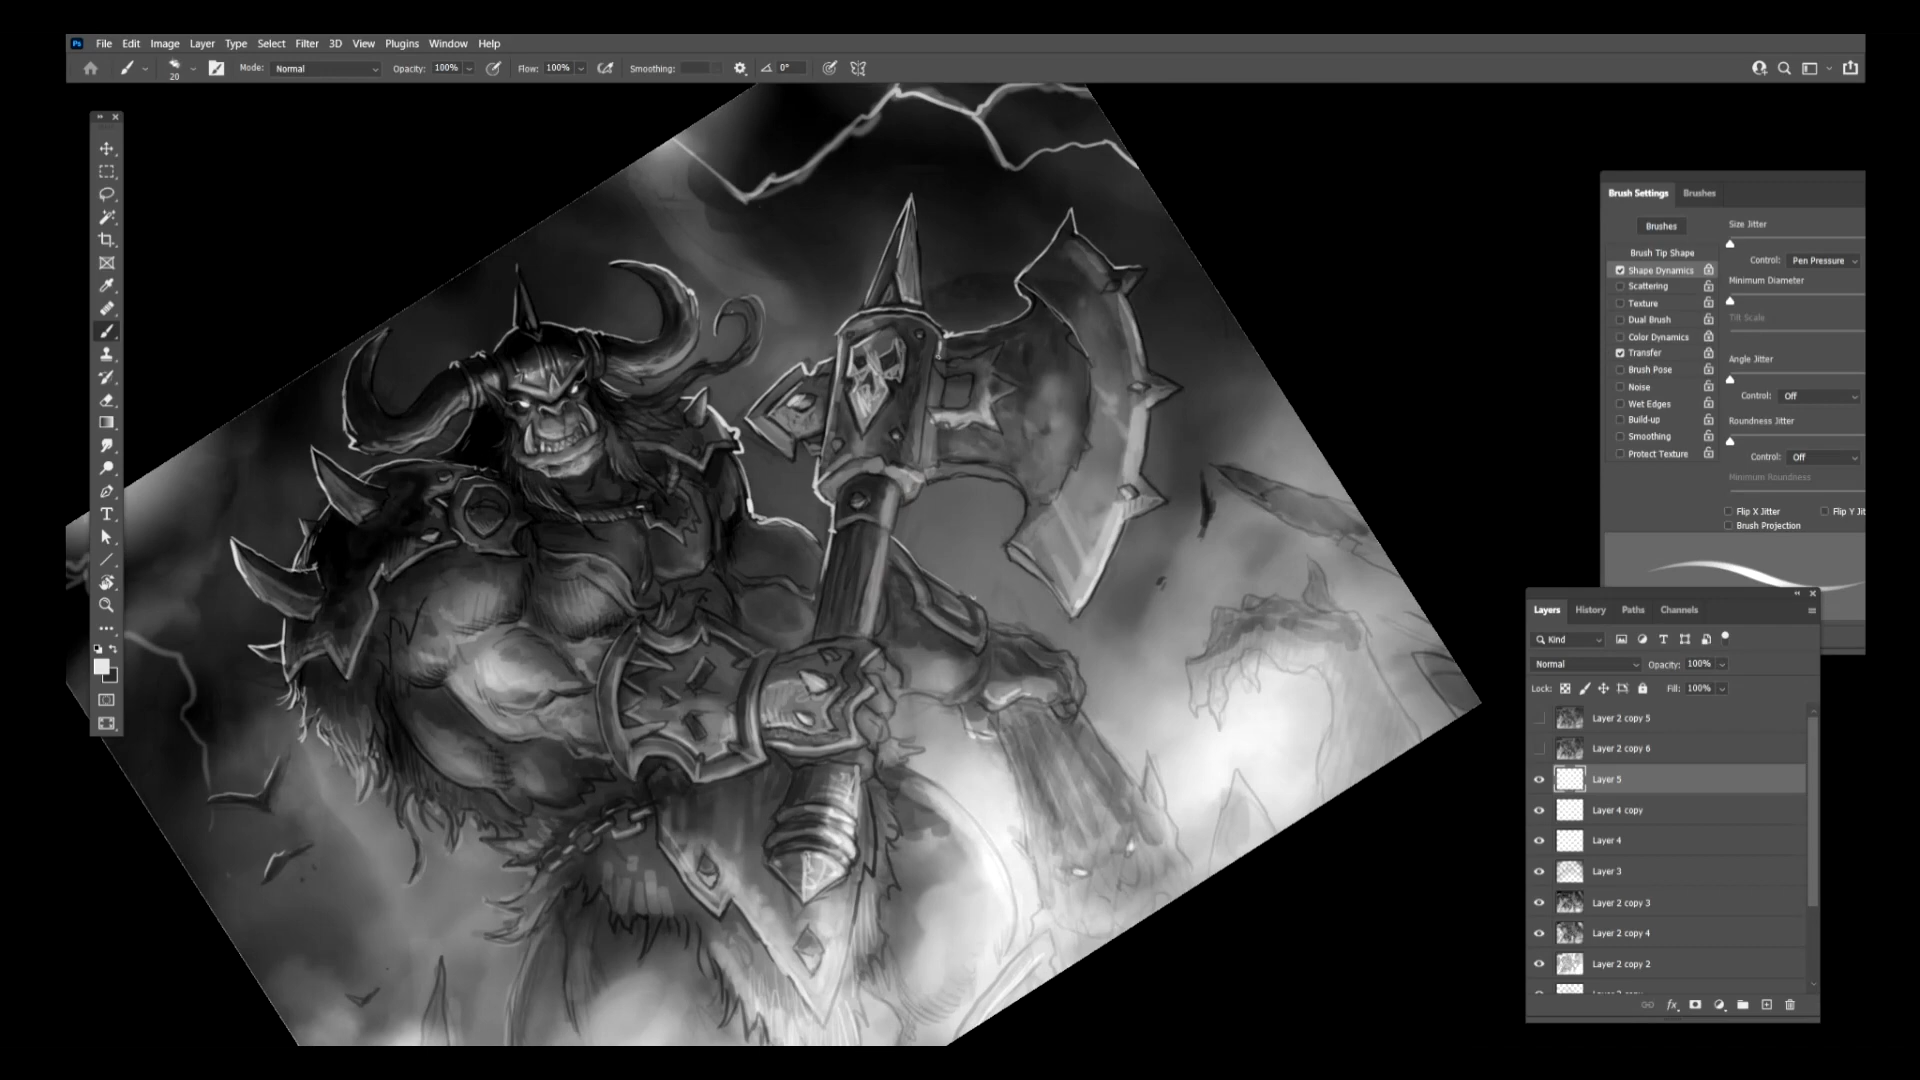 Ps File Edit Image Layer Type Select Filter 3D View Plugins Window Help
20 Mode: Normal Opacity: 100% Flow: 100% Smoothing: 0°
Brush Settings Brushes
Brushes
Brush Tip Shape
Shape Dynamics
Scattering
Texture
Dual Brush
Color Dynamics
Transfer
Brush Pose
Noise
Wet Edges
Build-up
Smoothing
Protect Texture
Size Jitter
Control: Pen Pressure
Minimum Diameter
Tilt Scale
Angle Jitter
Control: Off
Roundness Jitter
Control: Off
Minimum Roundness
Flip X Jitter Flip Y Jit
Brush Projection
Layers History Paths Channels
Kind
Normal Opacity: 100%
Lock: Fill: 100%
Layer 2 copy 5
Layer 2 copy 6
Layer 5
Layer 4 copy
Layer 4
Layer 3
Layer 2 copy 3
Layer 2 copy 4
Layer 2 copy 2
fx